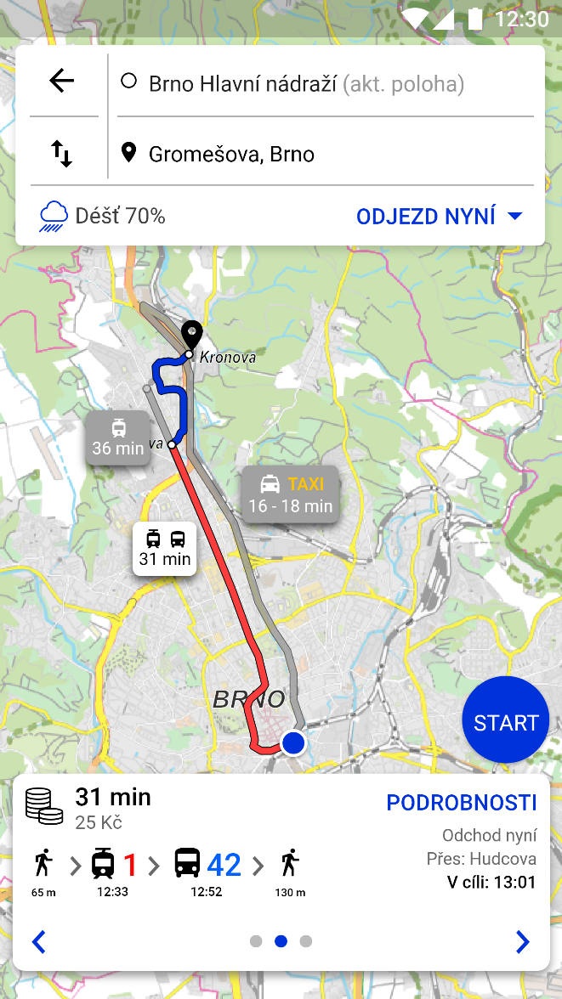 12:30
Brno Hlavní nádraží (akt. poloha)
Gromešova, Brno
Déšť 70%
ODJEZD NYNÍ
Kronova
36 min
va
TAXI
16 - 18 min
31 min
BRNO
START
31 min
25 Kč
PODROBNOSTI
Odchod nyní
Přes: Hudcova
V cíli: 13:01
1
42
65 m
12:33
12:52
130 m